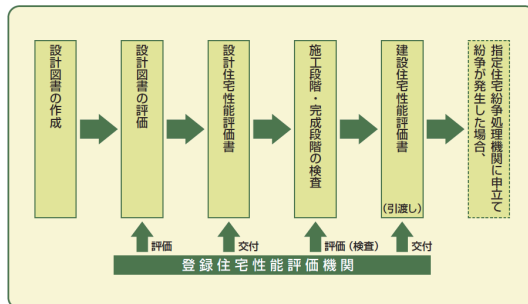 設計図書の作成
設計図書の評価
設計住宅性能評価書
施工段階・完成段階の検査
建設住宅性能評価書
(引渡し)
紛争が発生した場合、
指定住宅紛争処理機関に申立て
評価
交付
評価(検査)
交付
登録住宅性能評価機関